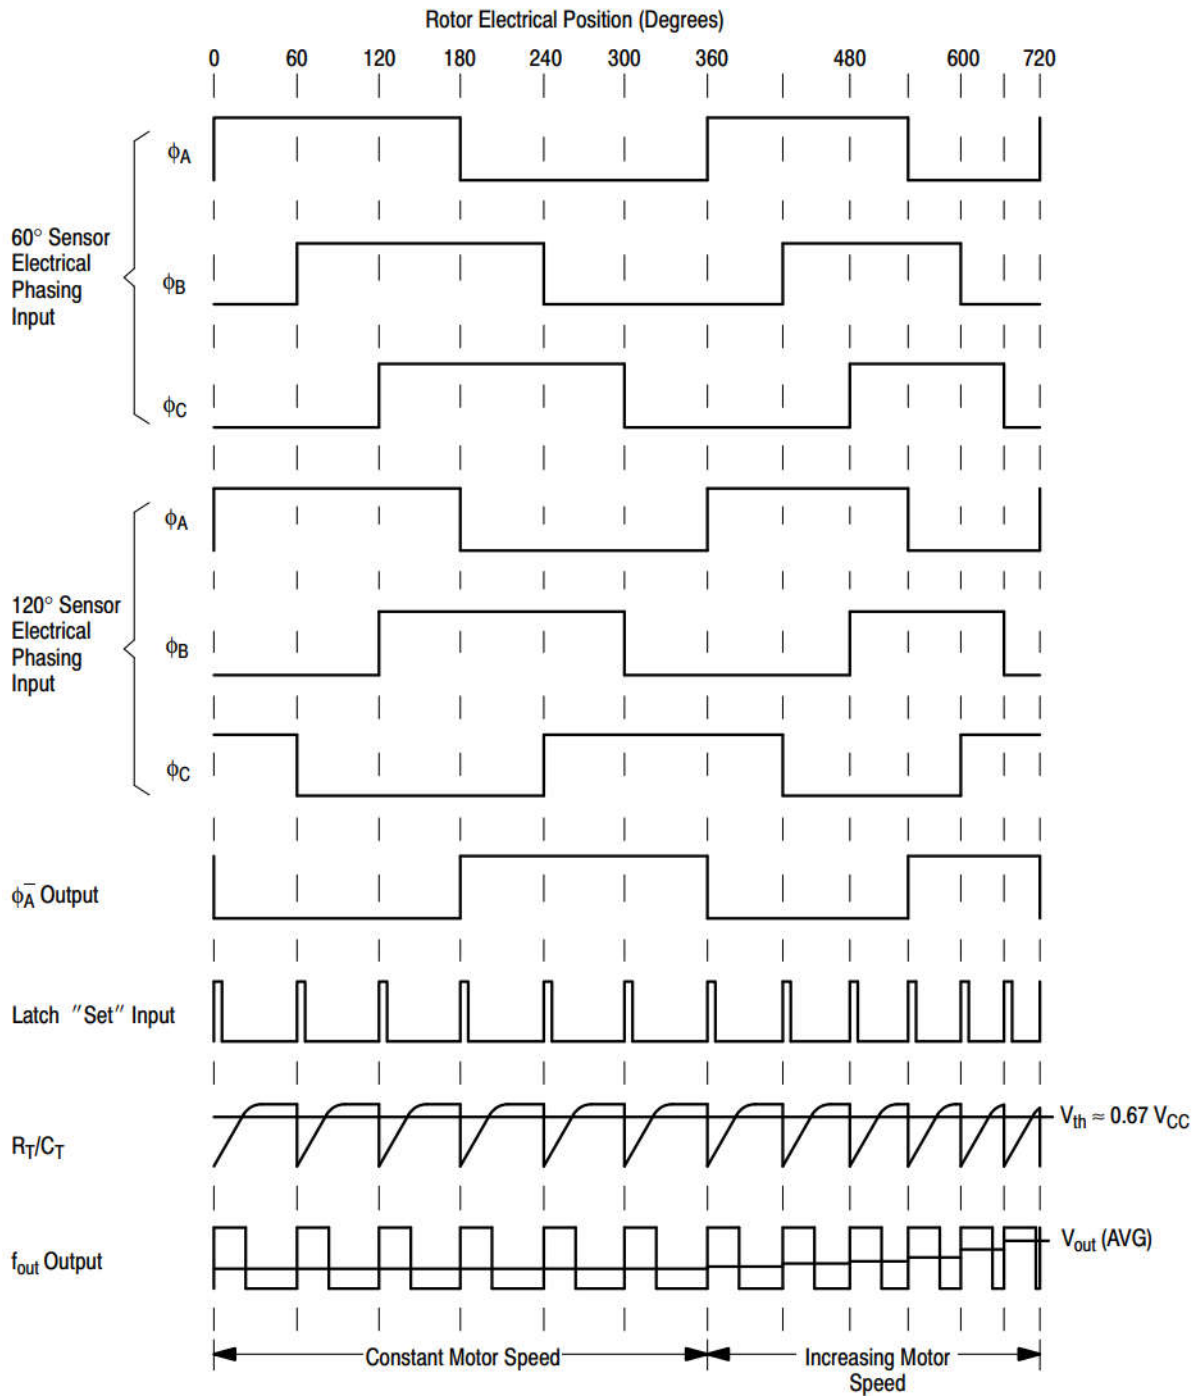 Rotor Electrical Position (Degrees)
0 60 120 180 240 300 360 480 600 720
ϕA
60° Sensor
Electrical
Phasing
Input
ϕB
ϕC
ϕA
120° Sensor
Electrical
Phasing
Input
ϕB
ϕC
ϕA̅ Output
Latch ″Set″ Input
Vth ≈ 0.67 VCC
RT/CT
Vout (AVG)
fout Output
Constant Motor Speed
Increasing Motor
Speed